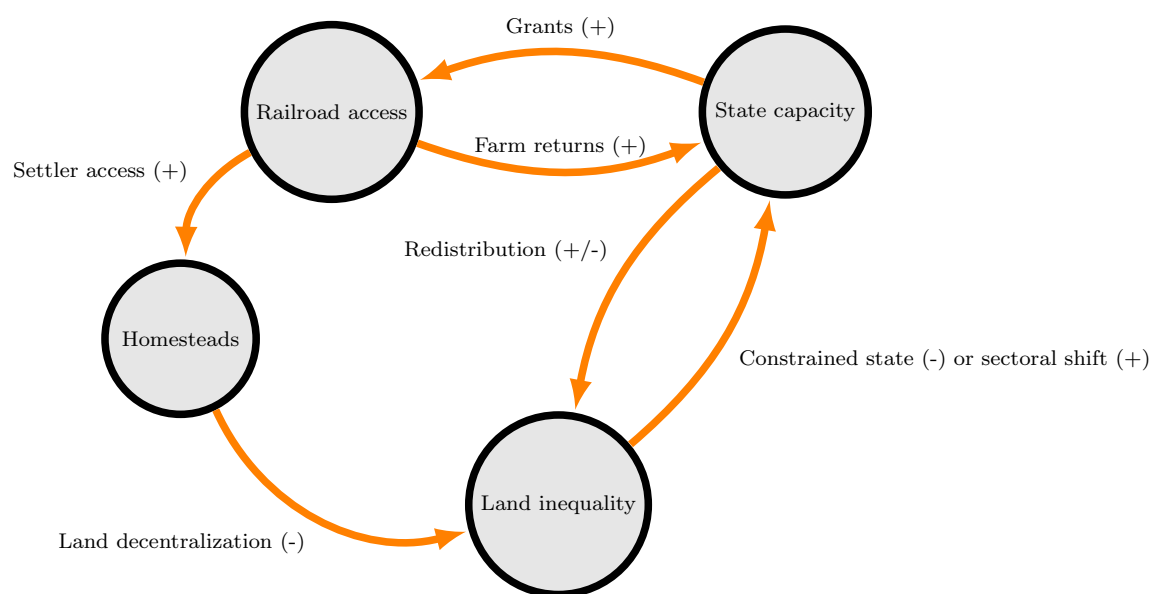 Grants (+)
Railroad access
State capacity
Farm returns (+)
Settler access (+)
Redistribution (+/-)
Homesteads
Constrained state (-) or sectoral shift (+)
Land inequality
Land decentralization (-)